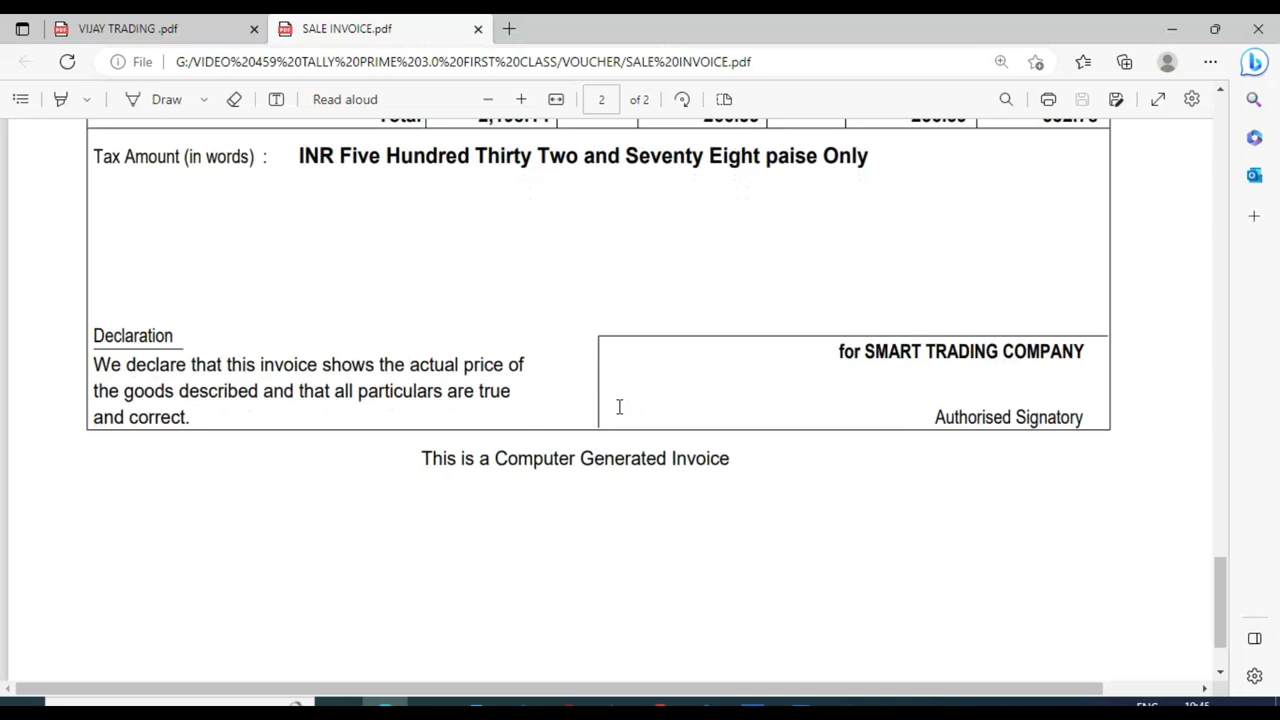 VIJAY TRADING .pdf
SALE INVOICE.pdf
File
G:/VIDEO%20459%20TALLY%20PRIME%203.0%20FIRST%20CLASS/VOUCHER/SALE%20INVOICE.pdf
Draw
Read aloud
2 of 2
Total
Tax Amount (in words) : INR Five Hundred Thirty Two and Seventy Eight paise Only
Declaration
We declare that this invoice shows the actual price of
the goods described and that all particulars are true
and correct.
for SMART TRADING COMPANY
Authorised Signatory
This is a Computer Generated Invoice